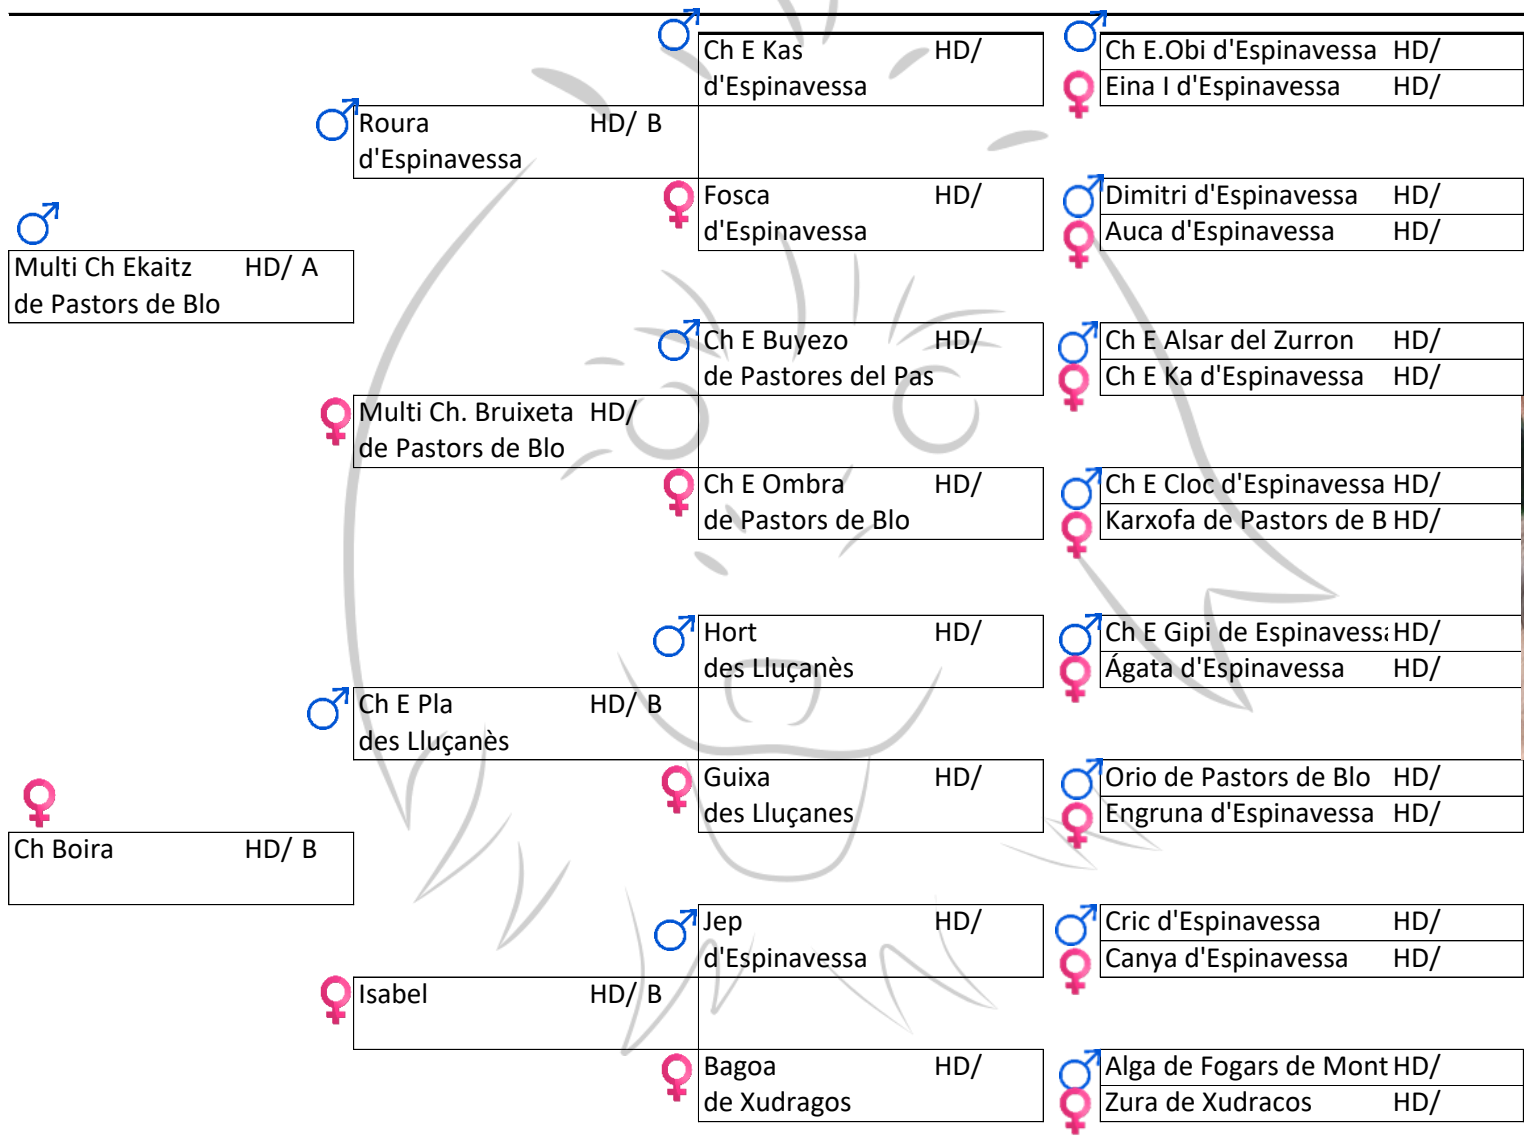 Multi Ch Ekaitz HD/ A
de Pastors de Blo
Roura HD/ B
d'Espinavessa
Ch E Kas HD/
d'Espinavessa
Ch E.Obi d'Espinavessa HD/
Eina I d'Espinavessa HD/
Fosca HD/
d'Espinavessa
Dimitri d'Espinavessa HD/
Auca d'Espinavessa HD/
Multi Ch. Bruixeta HD/
de Pastors de Blo
Ch E Buyezo HD/
de Pastores del Pas
Ch E Alsar del Zurron HD/
Ch E Ka d'Espinavessa HD/
Ch E Ombra HD/
de Pastors de Blo
Ch E Cloc d'Espinavessa HD/
Karxofa de Pastors de B HD/
Ch Boira HD/ B
Ch E Pla HD/ B
des Lluçanès
Hort HD/
des Lluçanès
Ch E Gipi de Espinavess HD/
Ágata d'Espinavessa HD/
Guixa HD/
des Lluçanes
Orio de Pastors de Blo HD/
Engruna d'Espinavessa HD/
Isabel HD/ B
Jep HD/
d'Espinavessa
Cric d'Espinavessa HD/
Canya d'Espinavessa HD/
Bagoa HD/
de Xudragos
Alga de Fogars de Mont HD/
Zura de Xudracos HD/